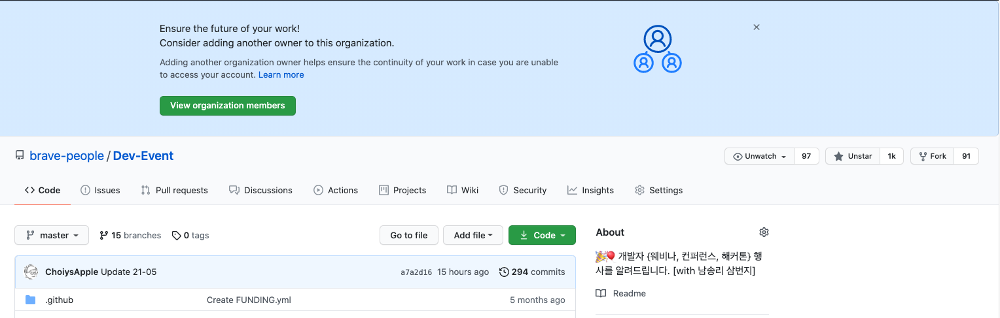 Ensure the future of your work!
Consider adding another owner to this organization.
Adding another organization owner helps ensure the continuity of your work in case you are unable
to access your account. Learn more
View organization members
brave-people / Dev-Event
Unwatch 97 Unstar 1k Fork 91
Code Issues Pull requests Discussions Actions Projects Wiki Security Insights Settings
master 15 branches 0 tags Go to file Add file Code
ChoiysApple Update 21-05 a7a2d16 15 hours ago 294 commits
.github Create FUNDING.yml 5 months ago
About
🎉🎈 개발자 {웨비나, 컨퍼런스, 해커톤} 행
사를 알려드립니다. [with 남송리 삼번지]
Readme